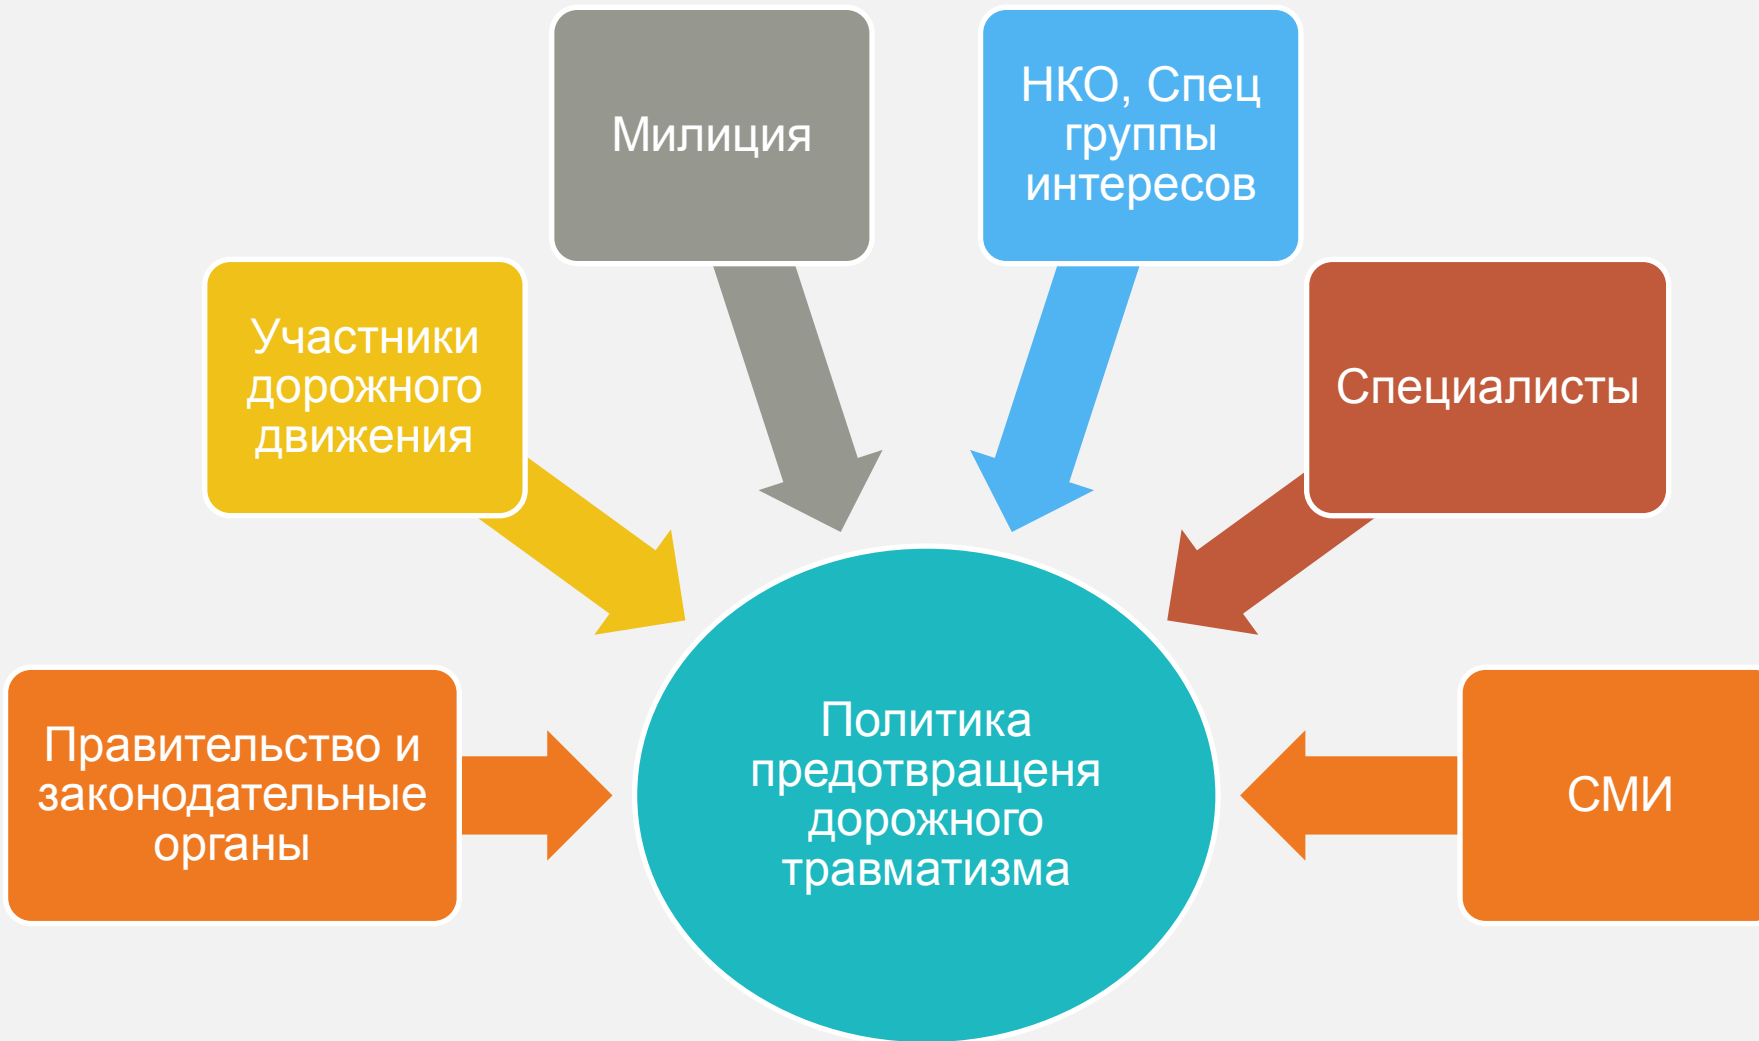 Милиция
НКО, Спец
группы
интересов
Участники
дорожного
движения
Специалисты
Правительство и
законодательные
органы
Политика
предотвращеня
дорожного
травматизма
СМИ